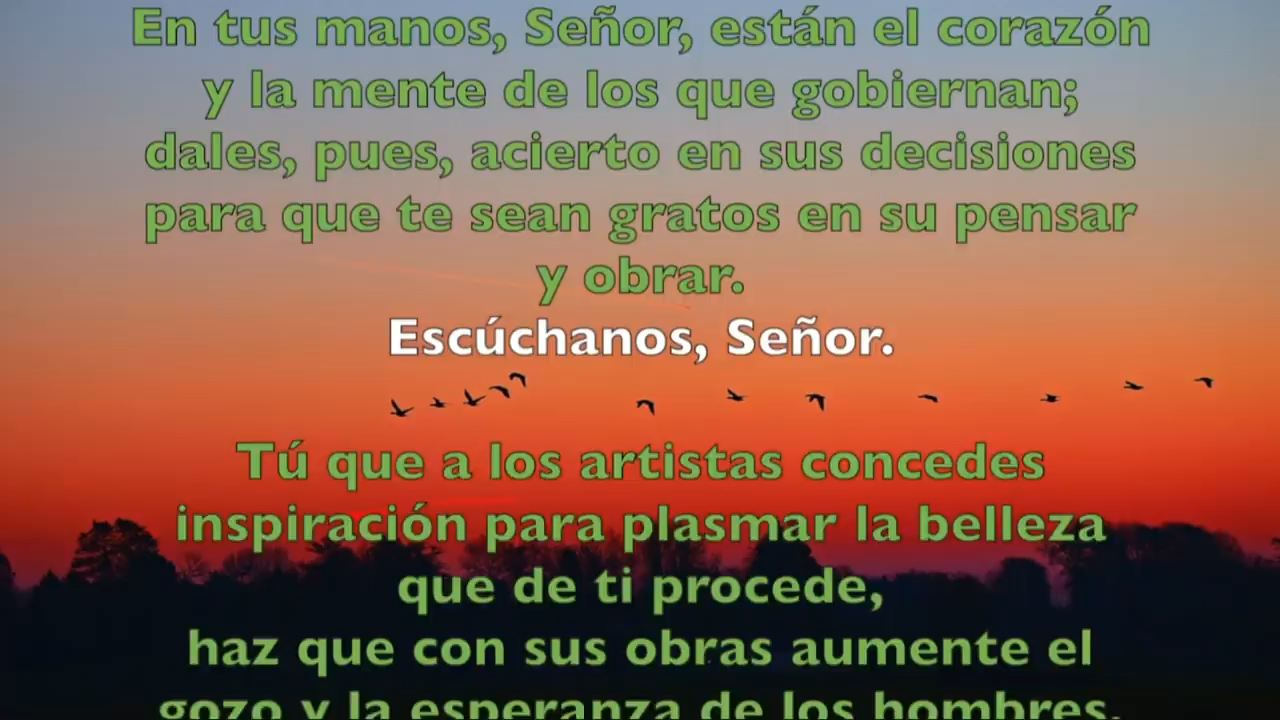 En tus manos, Señor, están el corazón
y la mente de los que gobiernan;
dales, pues, acierto en sus decisiones
para que te sean gratos en su pensar
y obrar.
Escúchanos, Señor.
Tú que a los artistas concedes
inspiración para plasmar la belleza
que de ti procede,
haz que con sus obras aumente el
gozo y la esperanza de los hombres.